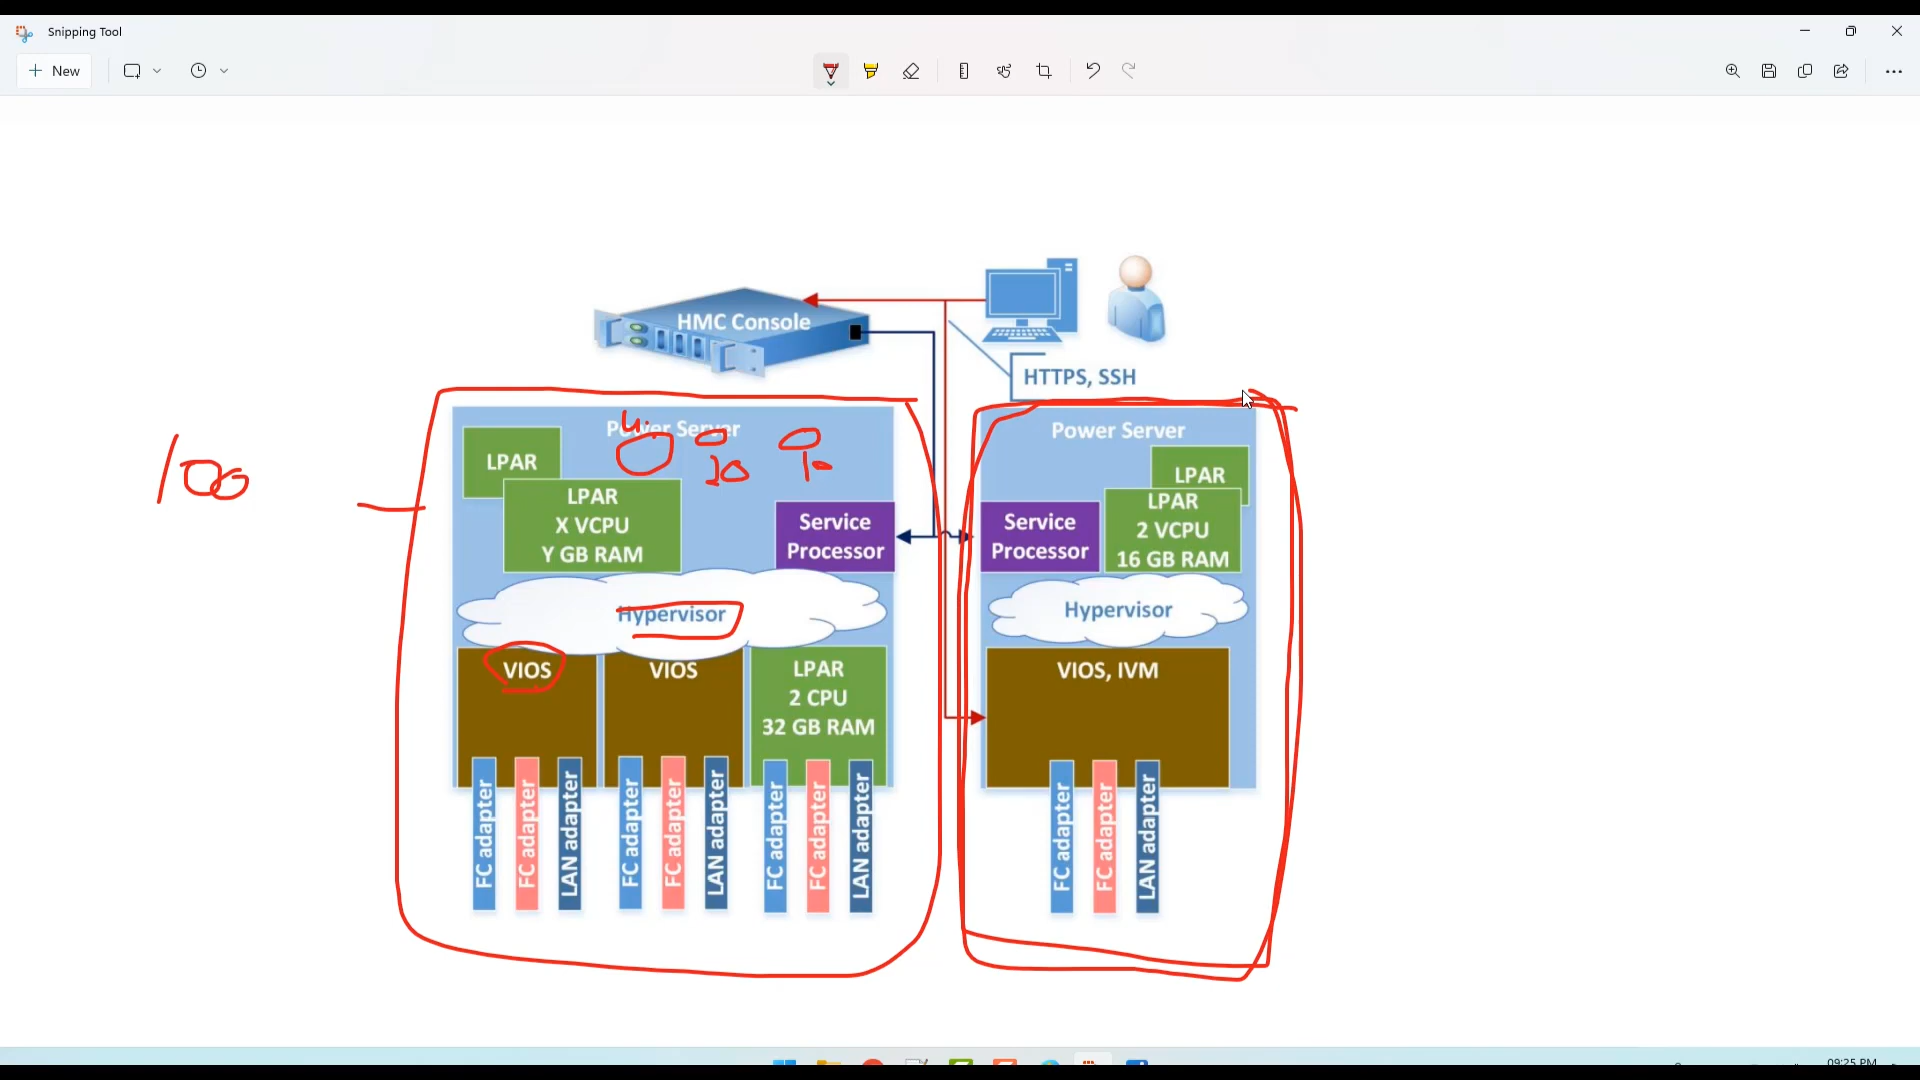 Snipping Tool
New
HMC Console
HTTPS, SSH
100
Power Server
LPAR
LPAR
X VCPU
Y GB RAM
Service
Processor
Hypervisor
VIOS
VIOS
LPAR
2 CPU
32 GB RAM
FC adapter
FC adapter
LAN adapter
FC adapter
FC adapter
LAN adapter
FC adapter
FC adapter
LAN adapter
Power Server
LPAR
LPAR
2 VCPU
16 GB RAM
Service
Processor
Hypervisor
VIOS, IVM
FC adapter
FC adapter
LAN adapter
09:25 PM